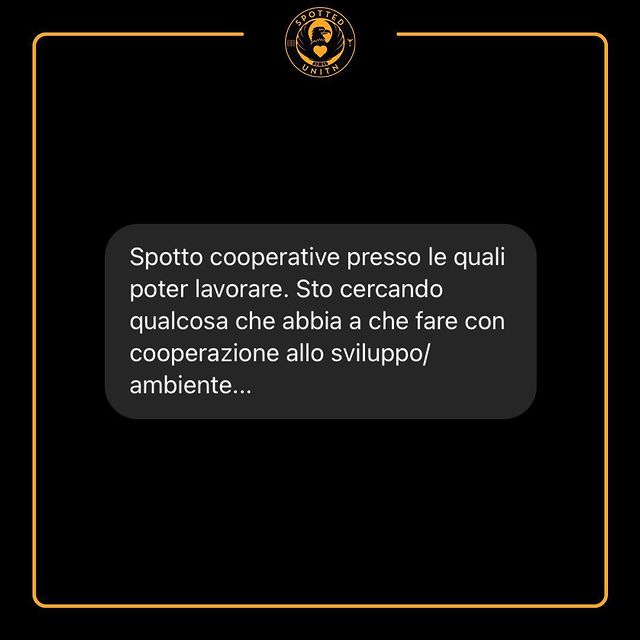 SPOTTED
UNITN
Spotto cooperative presso le quali
poter lavorare. Sto cercando
qualcosa che abbia a che fare con
cooperazione allo sviluppo/
ambiente...